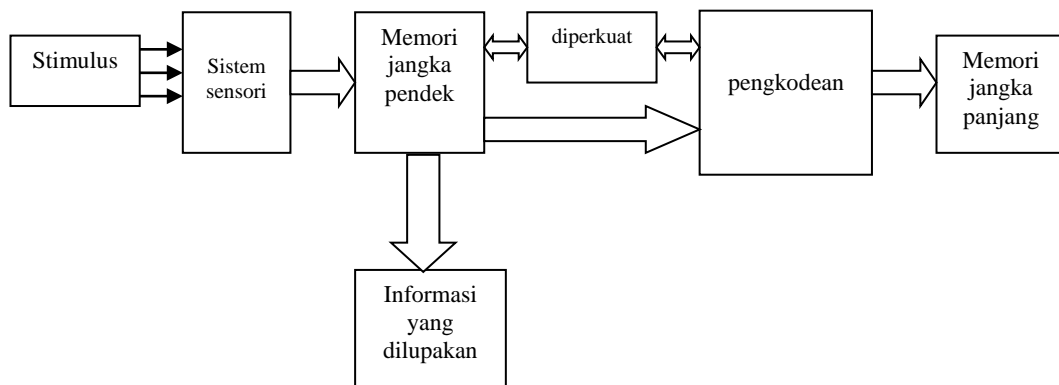 Stimulus
Sistem
sensori
Memori
jangka
pendek
diperkuat
pengkodean
Memori
jangka
panjang
Informasi
yang
dilupakan